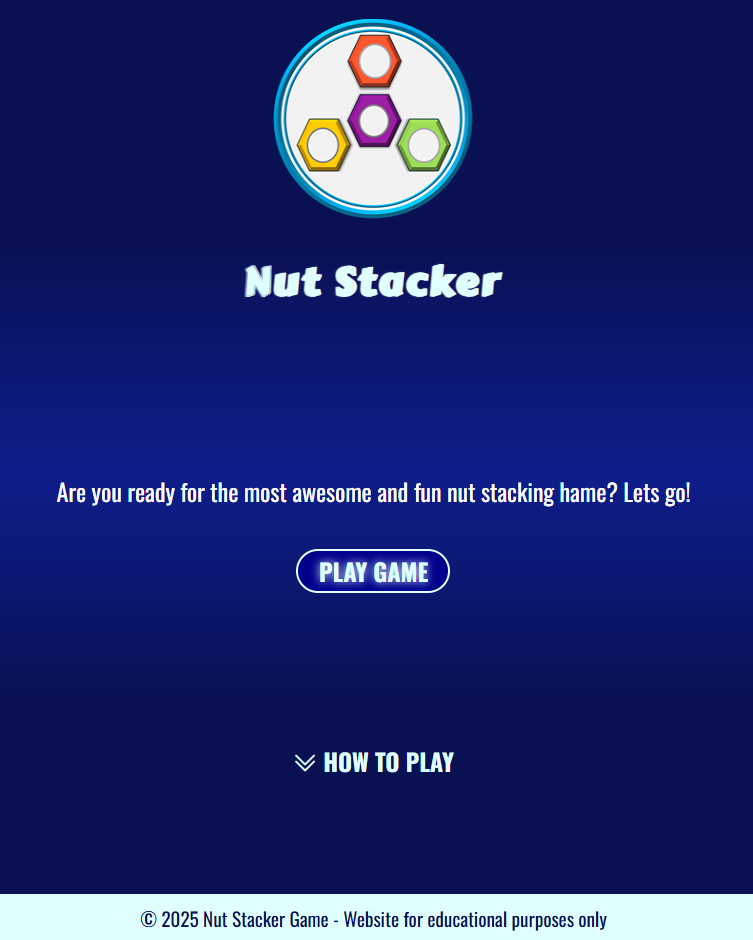 Nut Stacker
Are you ready for the most awesome and fun nut stacking hame? Lets go!
PLAY GAME
HOW TO PLAY
© 2025 Nut Stacker Game - Website for educational purposes only